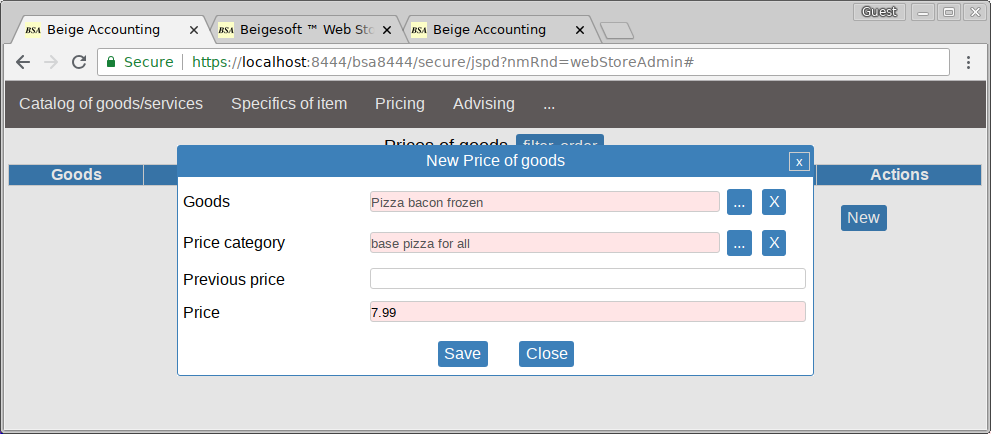 Guest
BSA Beige Accounting
BSA Beigesoft ™ Web Sto
BSA Beige Accounting
Secure https://localhost:8444/bsa8444/secure/jspd?nmRnd=webStoreAdmin#
Catalog of goods/services Specifics of item Pricing Advising ...
Prices of goods filter, order
New Price of goods x
Goods Actions
Goods Pizza bacon frozen ... X
New
Price category base pizza for all ... X
Previous price
Price 7.99
Save Close